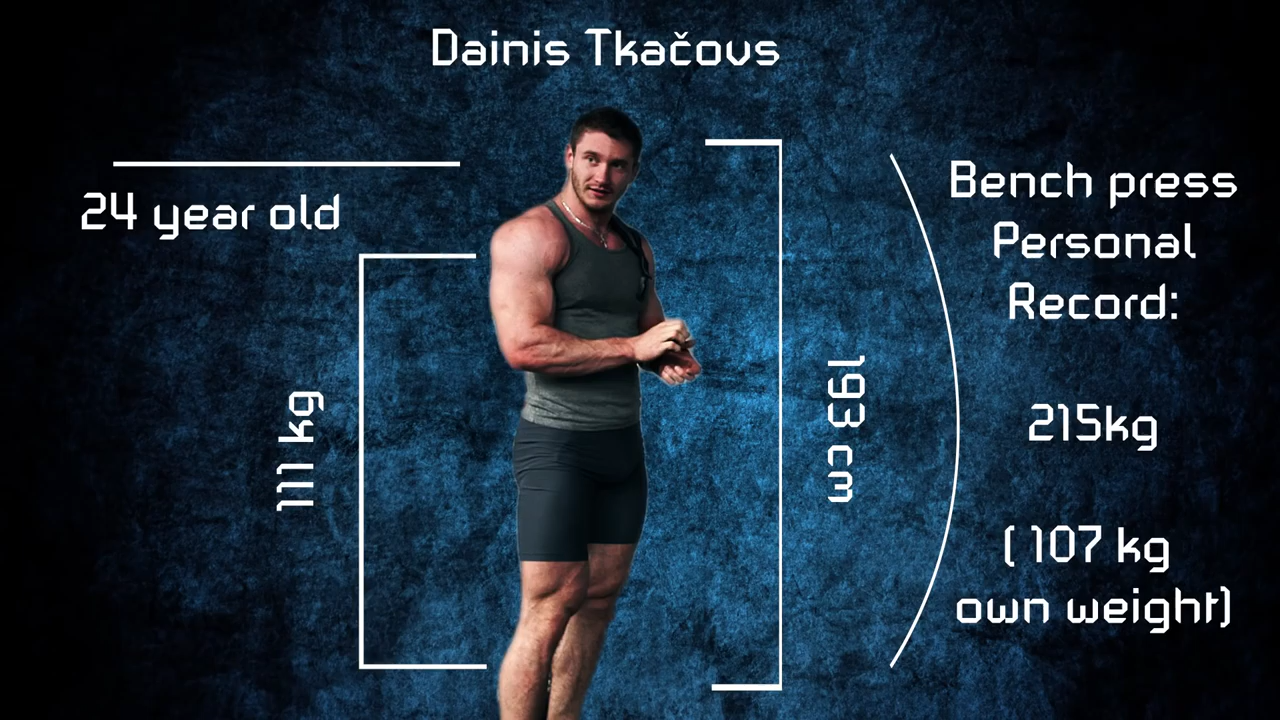 Dainis Tkačovs
24 year old
111 kg
193 cm
Bench press
Personal
Record:
215kg
( 107 kg
own weight)